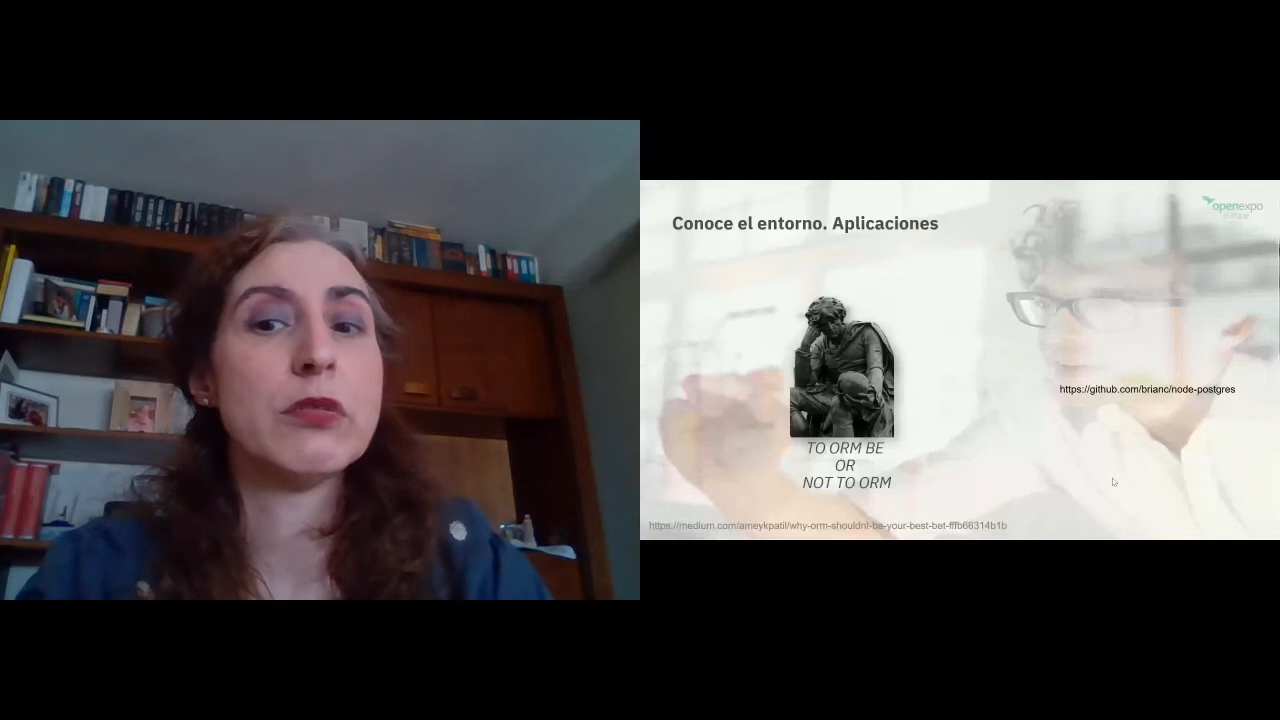 Conoce el entorno. Aplicaciones
openexpo
TO ORM BE
OR
NOT TO ORM
https://github.com/brianc/node-postgres
https://medium.com/ameykpatil/why-orm-shouldnt-be-your-best-bet-fffb66314b1b